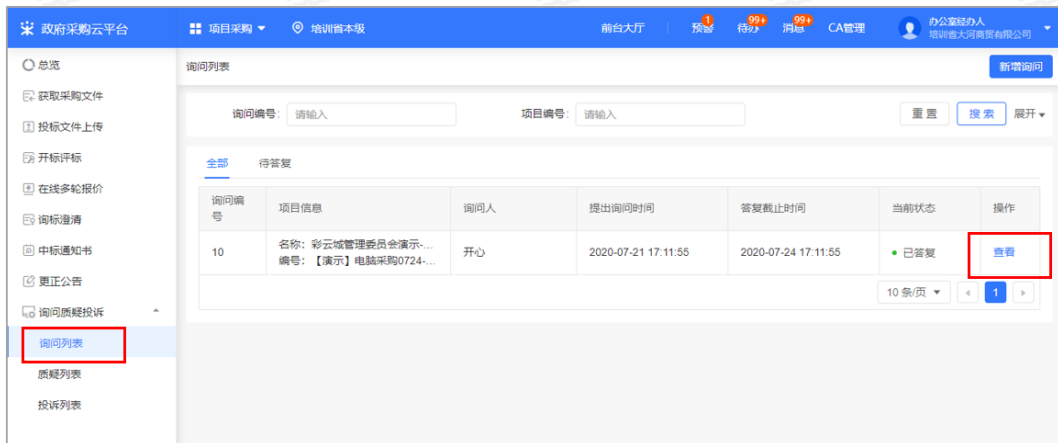 政府采购云平台
项目采购
培训省本级
前台大厅
预警
1
待办
99+
消息
99+
CA管理
办公室经办人
培训省大河商贸有限公司
总览
获取采购文件
投标文件上传
开标评标
在线多轮报价
询标澄清
中标通知书
更正公告
询问质疑投诉
询问列表
质疑列表
投诉列表
询问列表
新增询问
询问编号: 请输入
项目编号: 请输入
重置
搜索
展开
全部
待答复
询问编号 项目信息 询问人 提出询问时间 答复截止时间 当前状态 操作
10 名称：彩云城管理委员会演示-... 开心 2020-07-21 17:11:55 2020-07-24 17:11:55 已答复 查看
编号：【演示】电脑采购0724-...
10 条/页 1